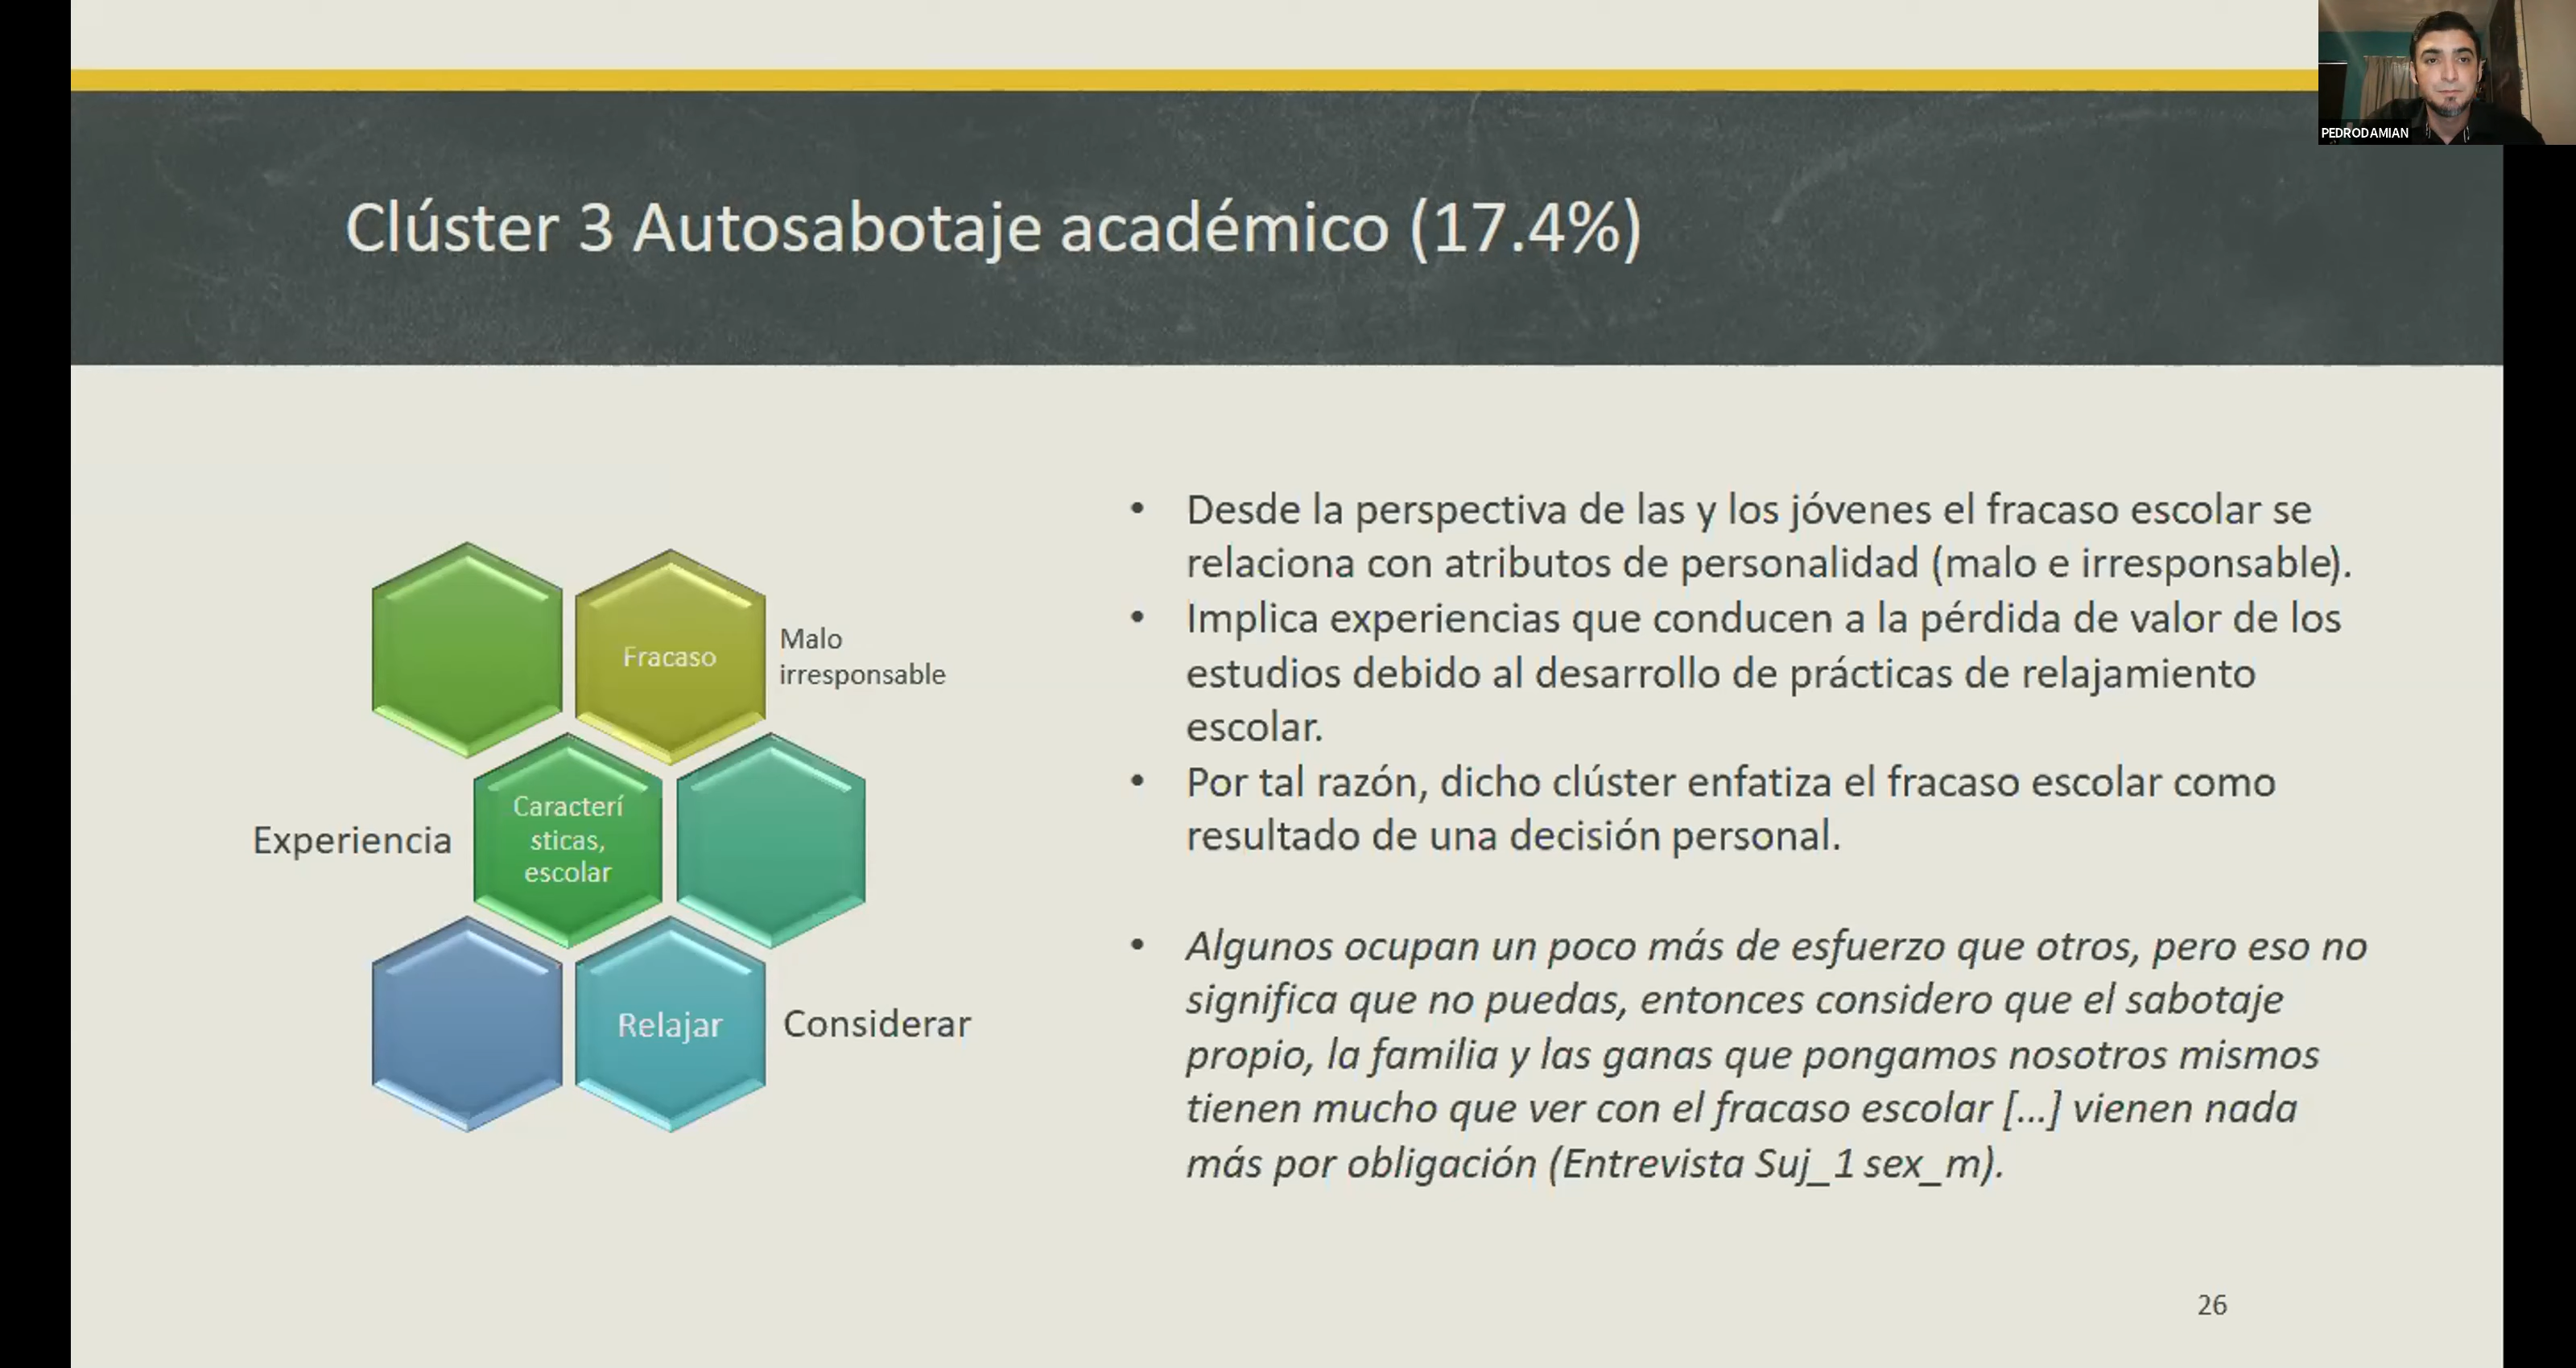 PEDRODAMIAN
Clúster 3 Autosabotaje académico (17.4%)
Fracaso
Malo
irresponsable
Experiencia
Caracterí
sticas,
escolar
Relajar
Considerar
• Desde la perspectiva de las y los jóvenes el fracaso escolar se
relaciona con atributos de personalidad (malo e irresponsable).
• Implica experiencias que conducen a la pérdida de valor de los
estudios debido al desarrollo de prácticas de relajamiento
escolar.
• Por tal razón, dicho clúster enfatiza el fracaso escolar como
resultado de una decisión personal.
• Algunos ocupan un poco más de esfuerzo que otros, pero eso no
significa que no puedas, entonces considero que el sabotaje
propio, la familia y las ganas que pongamos nosotros mismos
tienen mucho que ver con el fracaso escolar [...] vienen nada
más por obligación (Entrevista Suj_1 sex_m).
26